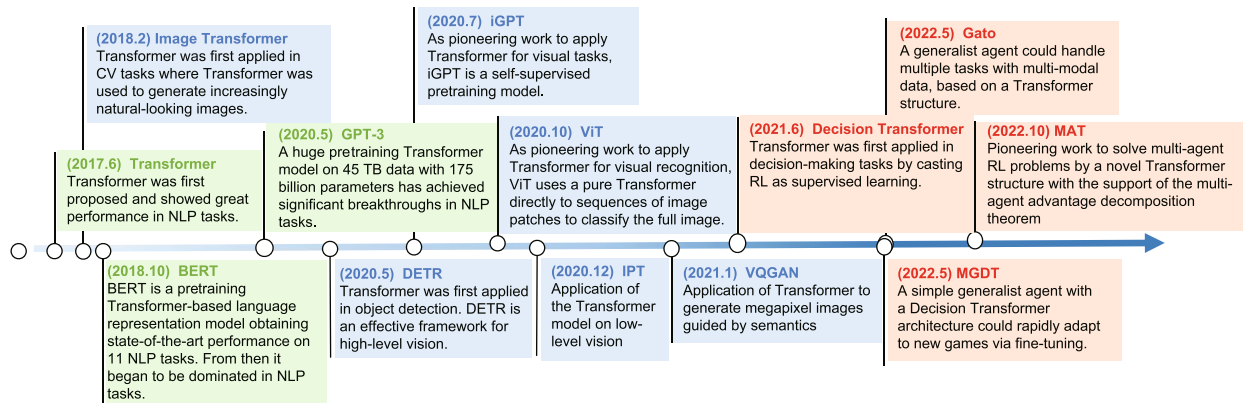 (2018.2) Image Transformer
Transformer was first applied in
CV tasks where Transformer was
used to generate increasingly
natural-looking images.
(2020.7) iGPT
As pioneering work to apply
Transformer for visual tasks,
iGPT is a self-supervised
pretraining model.
(2022.5) Gato
A generalist agent could handle
multiple tasks with multi-modal
data, based on a Transformer
structure.
(2017.6) Transformer
Transformer was first
proposed and showed great
performance in NLP tasks.
(2020.5) GPT-3
A huge pretraining Transformer
model on 45 TB data with 175
billion parameters has achieved
significant breakthroughs in NLP
tasks.
(2020.10) ViT
As pioneering work to apply
Transformer for visual recognition,
ViT uses a pure Transformer
directly to sequences of image
patches to classify the full image.
(2021.6) Decision Transformer
Transformer was first applied in
decision-making tasks by casting
RL as supervised learning.
(2022.10) MAT
Pioneering work to solve multi-agent
RL problems by a novel Transformer
structure with the support of the multi-
agent advantage decomposition
theorem
(2018.10) BERT
BERT is a pretraining
Transformer-based language
representation model obtaining
state-of-the-art performance on
11 NLP tasks. From then it
began to be dominated in NLP
tasks.
(2020.5) DETR
Transformer was first applied
in object detection. DETR is
an effective framework for
high-level vision.
(2020.12) IPT
Application of
the Transformer
model on low-
level vision
(2021.1) VQGAN
Application of Transformer to
generate megapixel images
guided by semantics
(2022.5) MGDT
A simple generalist agent with
a Decision Transformer
architecture could rapidly adapt
to new games via fine-tuning.